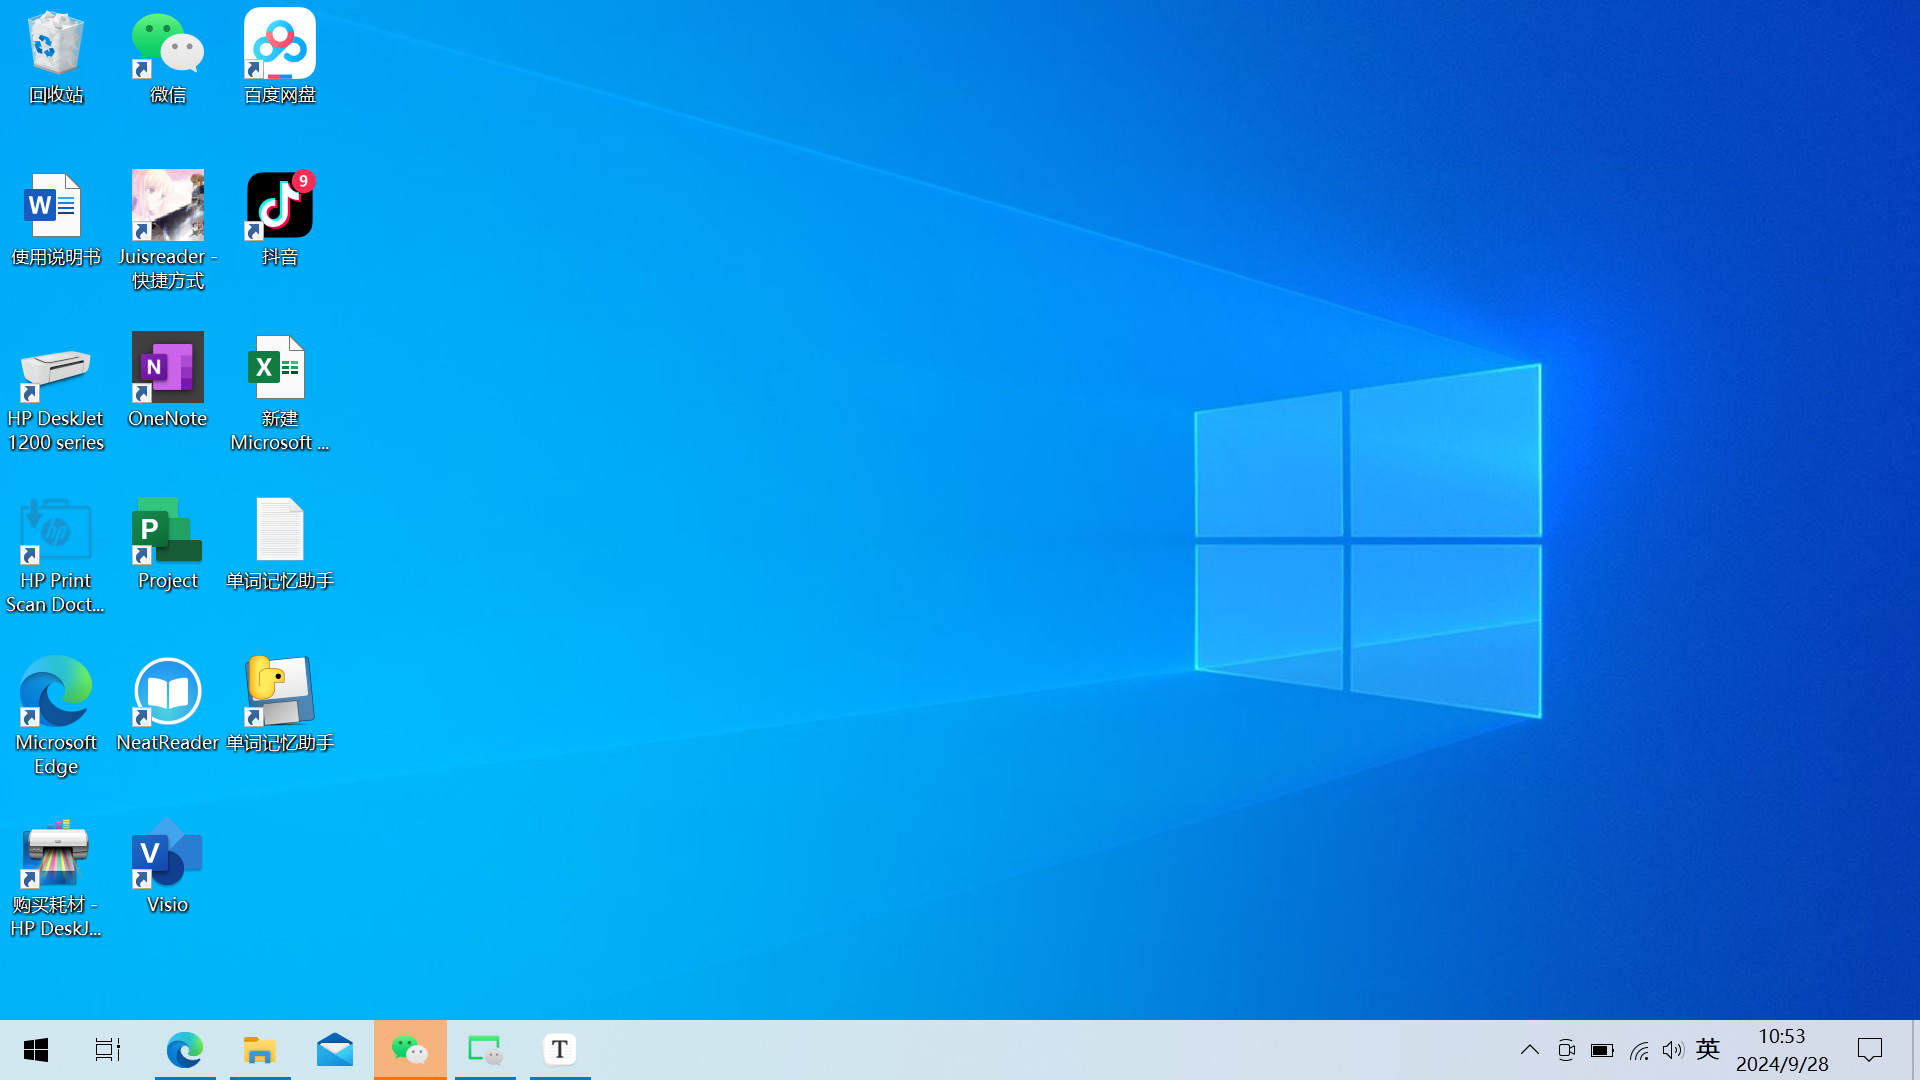 回收站
微信
百度网盘
W
使用说明书
Juisreader -
快捷方式
9
抖音
HP DeskJet
1200 series
N
OneNote
X
新建
Microsoft ...
hp
HP Print
Scan Doct...
P
Project
单词记忆助手
Microsoft
Edge
NeatReader
单词记忆助手
购买耗材 -
HP DeskJ...
V
Visio
T
英
10:53
2024/9/28